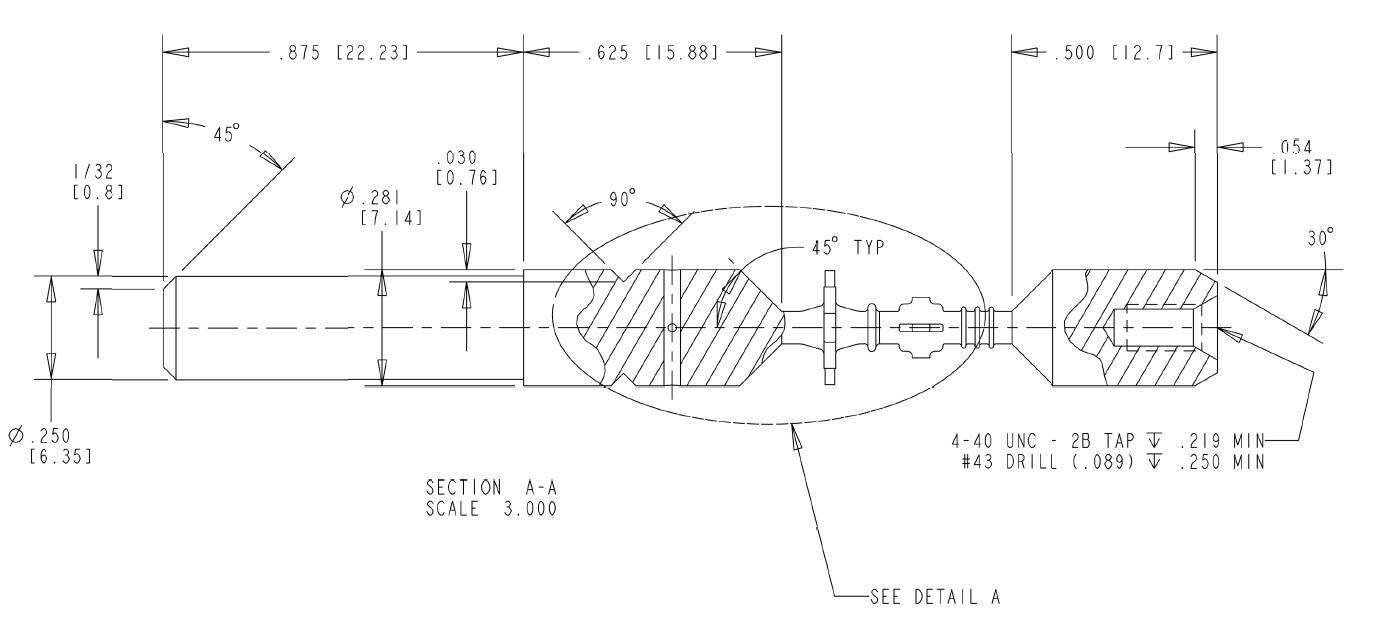 .875 [22.23]
.625 [15.88]
.500 [12.7]
45°
.054
[1.37]
1/32
[0.8]
.030
[0.76]
Ø.281
[7.14]
90°
45° TYP
30°
Ø.250
[6.35]
4-40 UNC - 2B TAP ↧ .219 MIN
#43 DRILL (.089) ↧ .250 MIN
SECTION A-A
SCALE 3.000
SEE DETAIL A